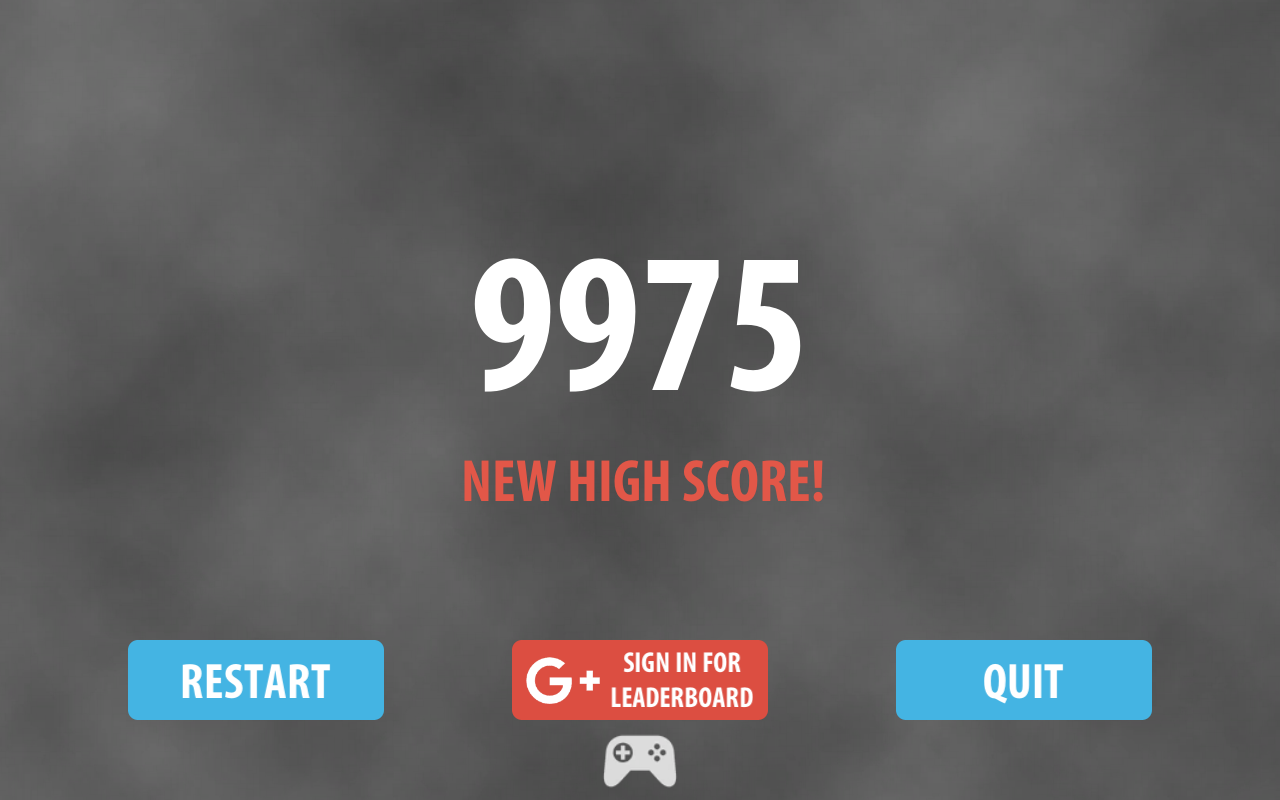 9975
NEW HIGH SCORE!
RESTART
G+ SIGN IN FOR
LEADERBOARD
QUIT